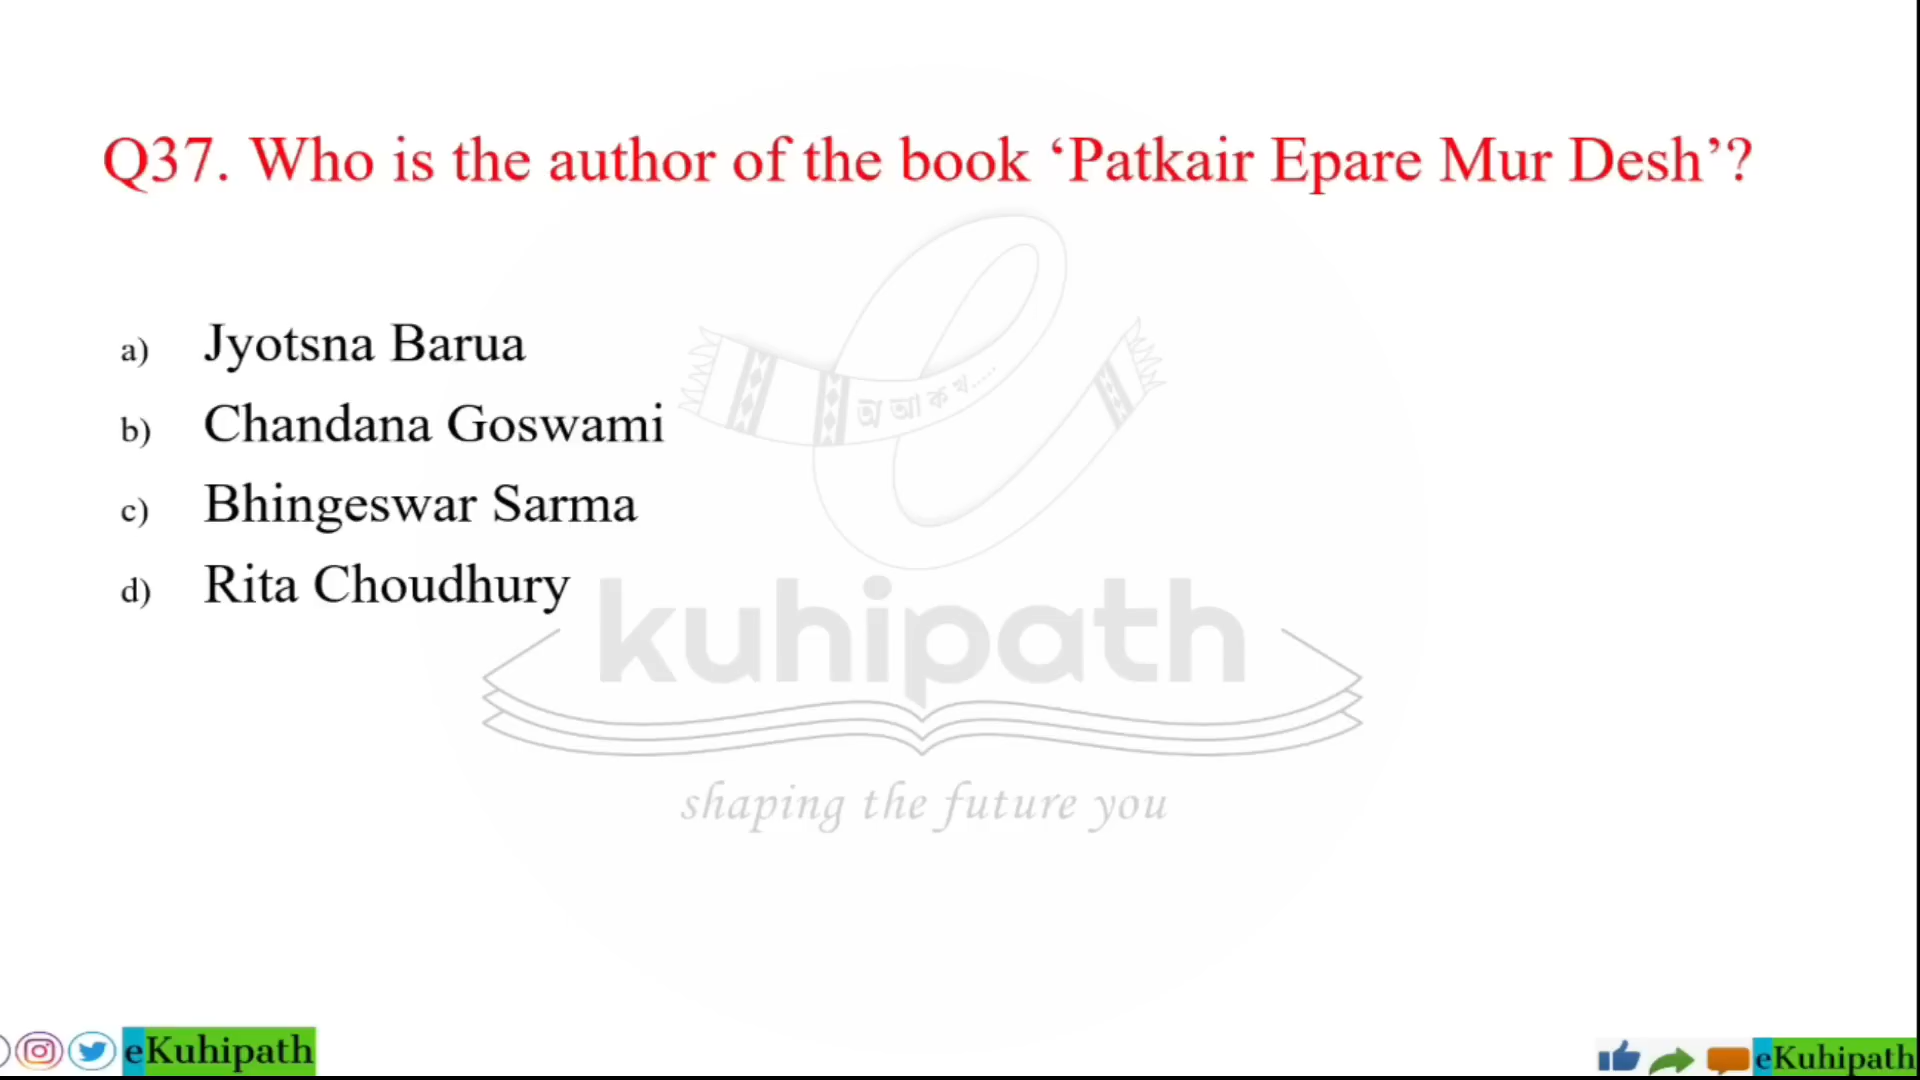 Q37. Who is the author of the book ‘Patkair Epare Mur Desh’?
a) Jyotsna Barua
b) Chandana Goswami
c) Bhingeswar Sarma
d) Rita Choudhury
অ আ ক খ.....
kuhipath
shaping the future you
eKuhipath
eKuhipath